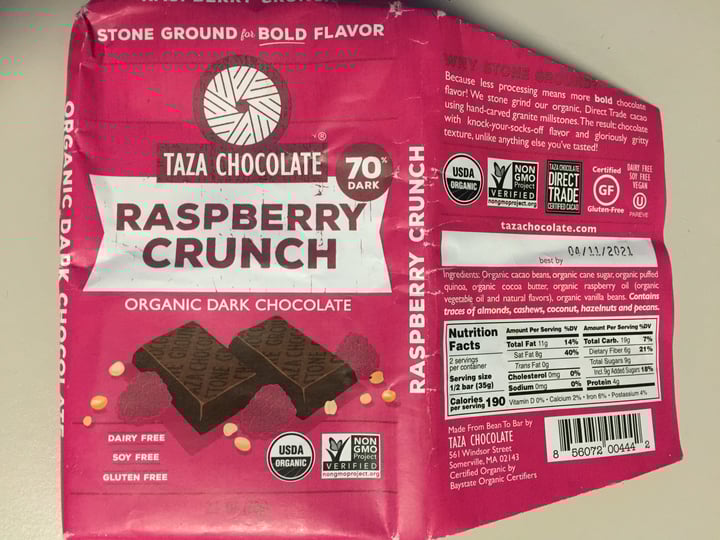 RASPBERRY CRUNCH
STONE GROUND for BOLD FLAVOR
TAZA CHOCOLATE®
70%
DARK
RASPBERRY
CRUNCH
ORGANIC DARK CHOCOLATE
DAIRY FREE
SOY FREE
GLUTEN FREE
USDA
ORGANIC
NON
GMO
Project
VERIFIED
nongmoproject.org
ORGANIC DARK CHOCOLATE
RASPBERRY CRUNCH
WHY STONE GROUND?
Because less processing means more bold chocolate
flavor! We stone grind our organic, Direct Trade cacao
using hand-carved granite millstones. The result: chocolate
with knock-your-socks-off flavor and gloriously gritty
texture, unlike anything else you've tasted!
USDA
ORGANIC
NON
GMO
Project
VERIFIED
nongmoproject.org
TAZA CHOCOLATE
DIRECT
TRADE
CERTIFIED CACAO
Certified
GF
Gluten-Free
DAIRY FREE
SOY FREE
VEGAN
U
PAREVE
tazachocolate.com
best by 04/11/2021
Ingredients: Organic cacao beans, organic cane sugar, organic puffed
quinoa, organic cocoa butter, organic raspberry oil (organic
vegetable oil and natural flavors), organic vanilla beans. Contains
traces of almonds, cashews, coconut, hazelnuts and pecans.
Nutrition
Facts
2 servings
per container
Serving size
1/2 bar (35g)
Calories
per serving 190
Amount Per Serving %DV
Total Fat 11g 14%
Sat Fat 8g 40%
Trans Fat 0g
Cholesterol 0mg 0%
Sodium 0mg 0%
Amount Per Serving %DV
Total Carb. 19g 7%
Dietary Fiber 6g 21%
Total Sugars 9g
Incl. 9g Added Sugars 18%
Protein 4g
Vitamin D 0% • Calcium 2% • Iron 6% • Potassium 4%
Made From Bean To Bar by
TAZA CHOCOLATE
561 Windsor Street
Somerville, MA 02143
Certified Organic by
Baystate Organic Certifiers
8 56072 00444 2